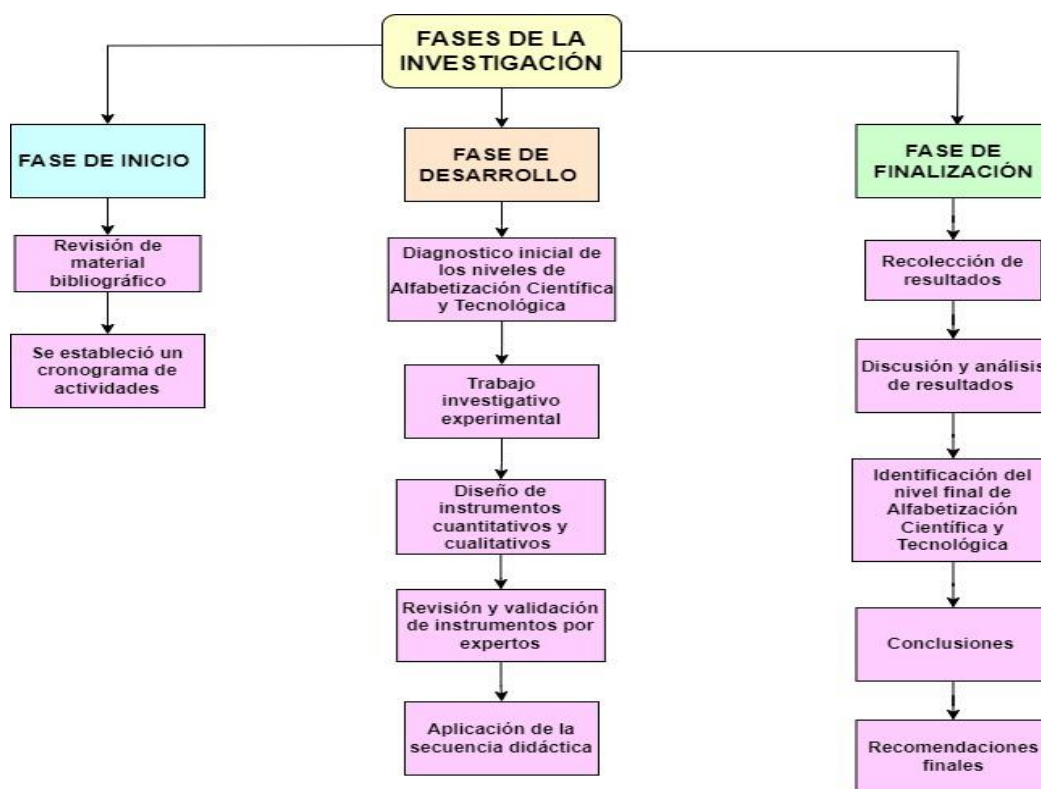 FASES DE LA
INVESTIGACIÓN
FASE DE INICIO
Revisión de
material
bibliográfico
Se estableció un
cronograma de
actividades
FASE DE
DESARROLLO
Diagnostico inicial de
los niveles de
Alfabetización Científica
y Tecnológica
Trabajo
investigativo
experimental
Diseño de
instrumentos
cuantitativos y
cualitativos
Revisión y validación
de instrumentos por
expertos
Aplicación de la
secuencia didáctica
FASE DE
FINALIZACIÓN
Recolección de
resultados
Discusión y análisis
de resultados
Identificación del
nivel final de
Alfabetización
Científica y
Tecnológica
Conclusiones
Recomendaciones
finales